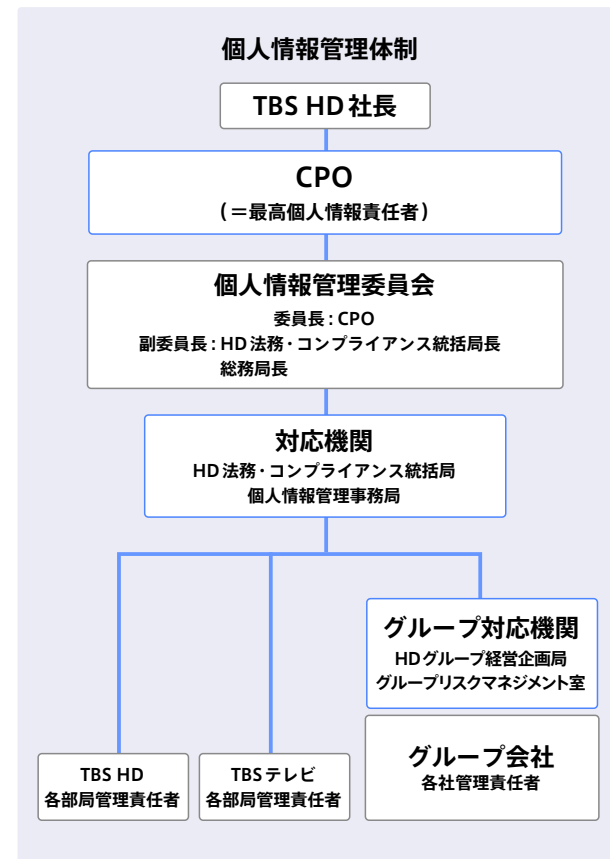 個人情報管理体制
TBS HD 社長
CPO
(=最高個人情報責任者)
個人情報管理委員会
委員長:CPO
副委員長:HD 法務・コンプライアンス統括局長
総務局長
対応機関
HD 法務・コンプライアンス統括局
個人情報管理事務局
グループ対応機関
HDグループ経営企画局
グループリスクマネジメント室
TBS HD
各部局管理責任者
TBSテレビ
各部局管理責任者
グループ会社
各社管理責任者